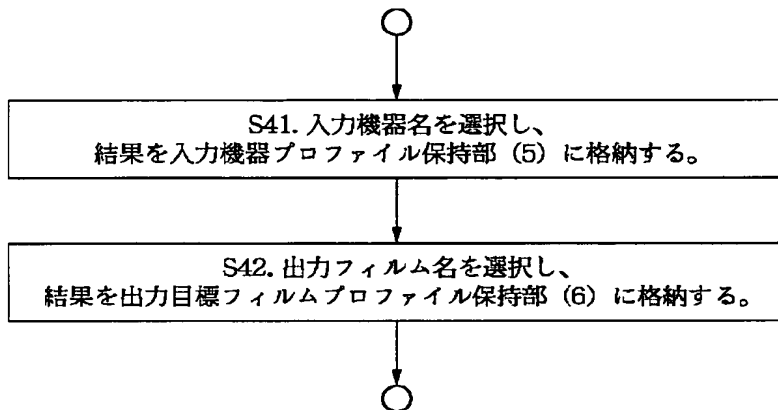 S41. 入力機器名を選択し、
結果を入力機器プロファイル保持部（5）に格納する。
S42. 出力フィルム名を選択し、
結果を出力目標フィルムプロファイル保持部（6）に格納する。